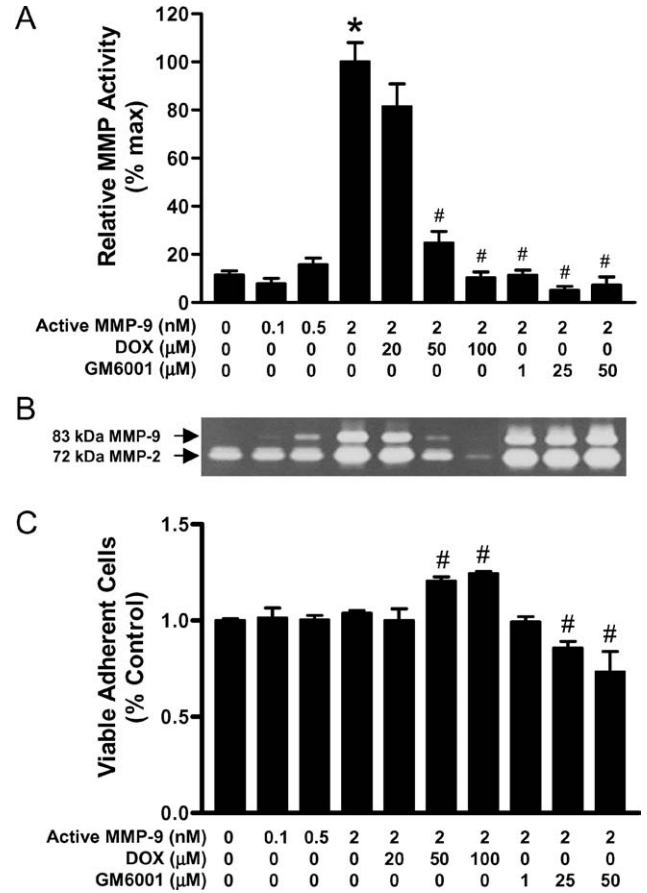 A
Relative MMP Activity
(% max)
120
100
80
60
40
20
0
*
#
#
#
#
#
Active MMP-9 (nM) 0 0.1 0.5 2 2 2 2 2 2 2
DOX (µM) 0 0 0 0 20 50 100 0 0 0
GM6001 (µM) 0 0 0 0 0 0 0 1 25 50
B
83 kDa MMP-9
72 kDa MMP-2
C
Viable Adherent Cells
(% Control)
1.5
1.0
0.5
0.0
#
#
#
#
Active MMP-9 (nM) 0 0.1 0.5 2 2 2 2 2 2 2
DOX (µM) 0 0 0 0 20 50 100 0 0 0
GM6001 (µM) 0 0 0 0 0 0 0 1 25 50